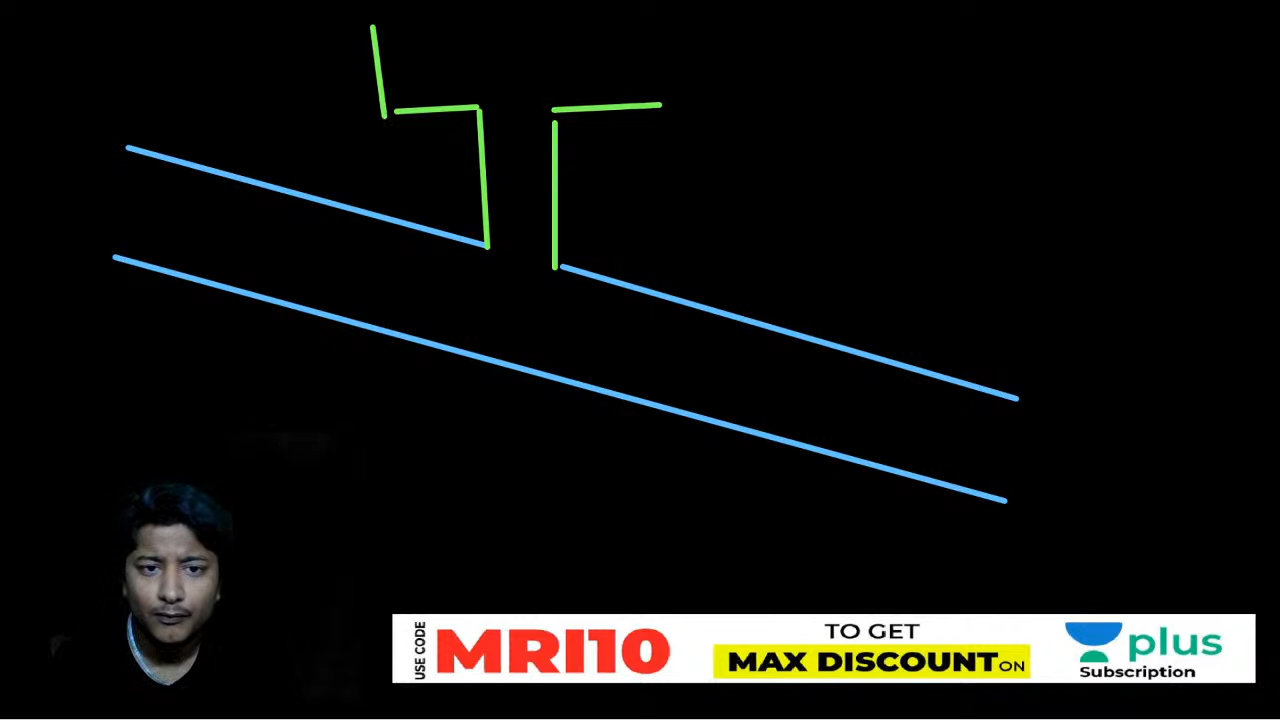 USE CODE
MRI10
TO GET
MAX DISCOUNT ON
plus
Subscription